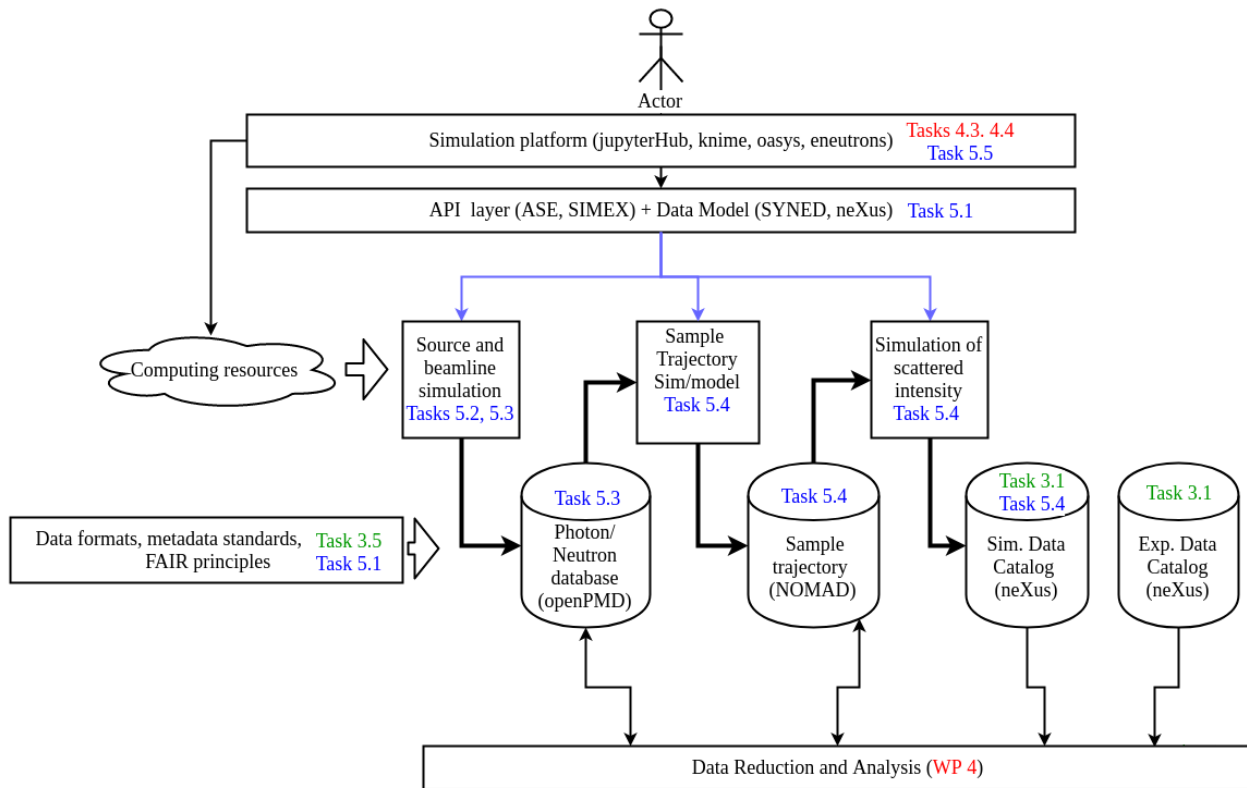 Actor
Simulation platform (jupyterHub, knime, oasys, eneutrons) Tasks 4.3. 4.4
Task 5.5
API layer (ASE, SIMEX) + Data Model (SYNED, neXus) Task 5.1
Computing resources
Source and
beamline
simulation
Tasks 5.2, 5.3
Sample
Trajectory
Sim/model
Task 5.4
Simulation of
scattered
intensity
Task 5.4
Data formats, metadata standards, Task 3.5
FAIR principles Task 5.1
Task 5.3
Photon/
Neutron
database
(openPMD)
Task 5.4
Sample
trajectory
(NOMAD)
Task 3.1
Task 5.4
Sim. Data
Catalog
(neXus)
Task 3.1
Exp. Data
Catalog
(neXus)
Data Reduction and Analysis (WP 4)